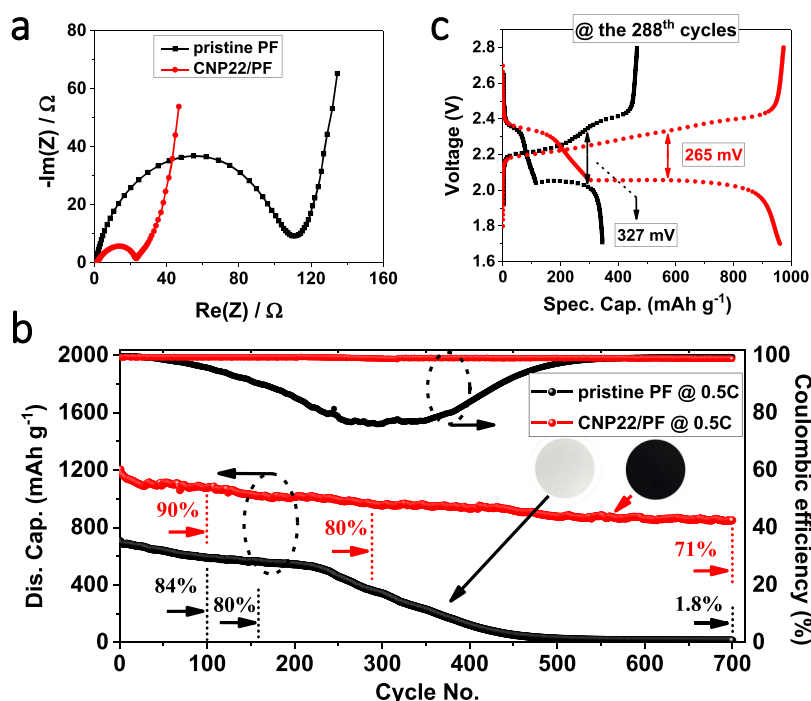 a
80
60
40
20
0
-Im(Z) / Ω
pristine PF
CNP22/PF
0 40 80 120 160
Re(Z) / Ω
c
@ the 288th cycles
2.8
2.4
2.2
2.0
1.8
1.6
Voltage (V)
265 mV
327 mV
0 200 400 600 800 1000
Spec. Cap. (mAh g-1)
b
2000
1600
1200
800
400
0
Dis. Cap. (mAh g-1)
100
80
60
40
20
0
Coulombic efficiency (%)
pristine PF @ 0.5C
CNP22/PF @ 0.5C
90%
80%
71%
84%
80%
1.8%
0 100 200 300 400 500 600 700
Cycle No.